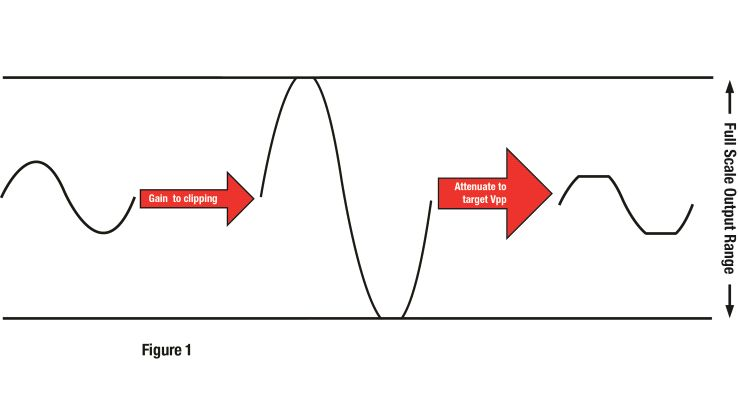 Gain to clipping
Attenuate to
target Vpp
Full Scale Output Range
Figure 1